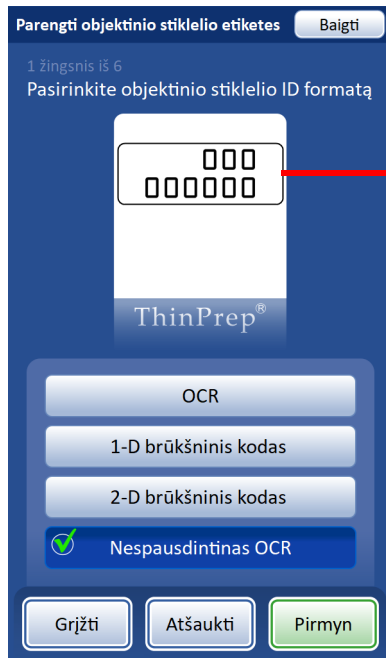 Parengti objektinio stiklelio etiketes
Baigti
1 žingsnis iš 6
Pasirinkite objektinio stiklelio ID formatą
000
000000
ThinPrep®
OCR
1-D brūkšninis kodas
2-D brūkšninis kodas
Nespausdintinas OCR
Grįžti
Atšaukti
Pirmyn